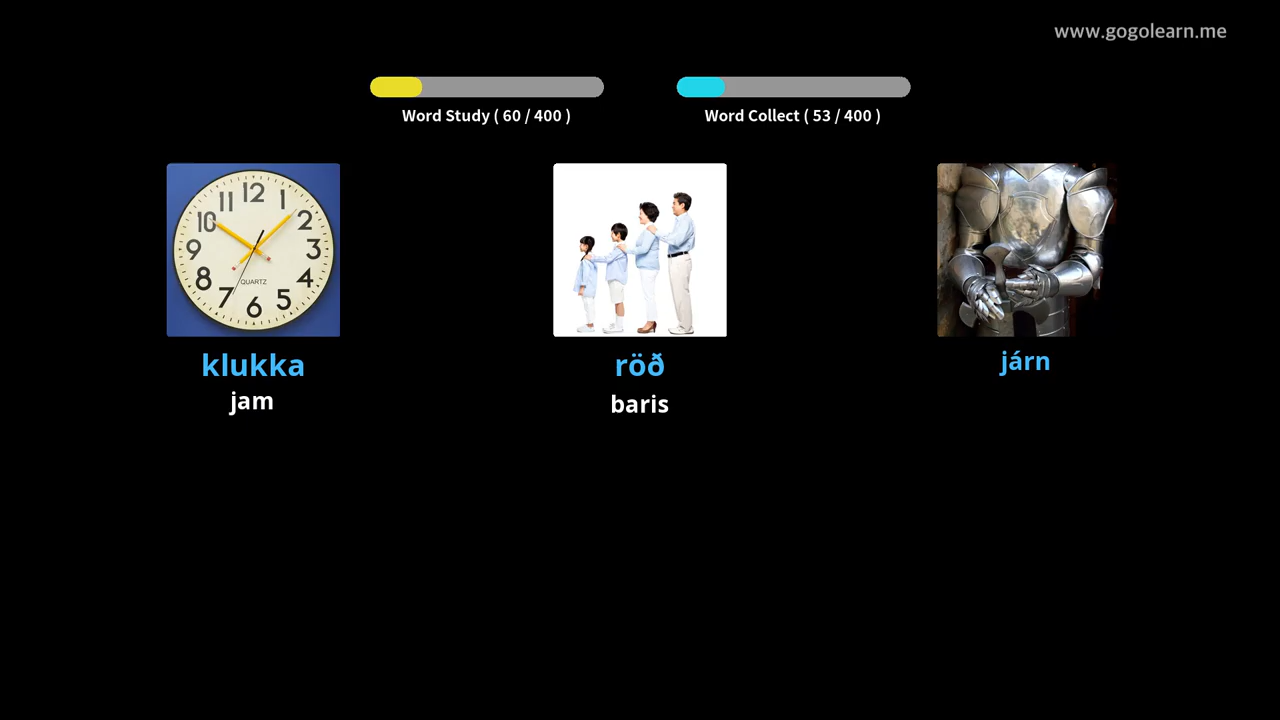 www.gogolearn.me
Word Study ( 60 / 400 )
Word Collect ( 53 / 400 )
12
1
2
3
4
5
6
7
8
9
10
11
QUARTZ
klukka
röð
járn
jam
baris